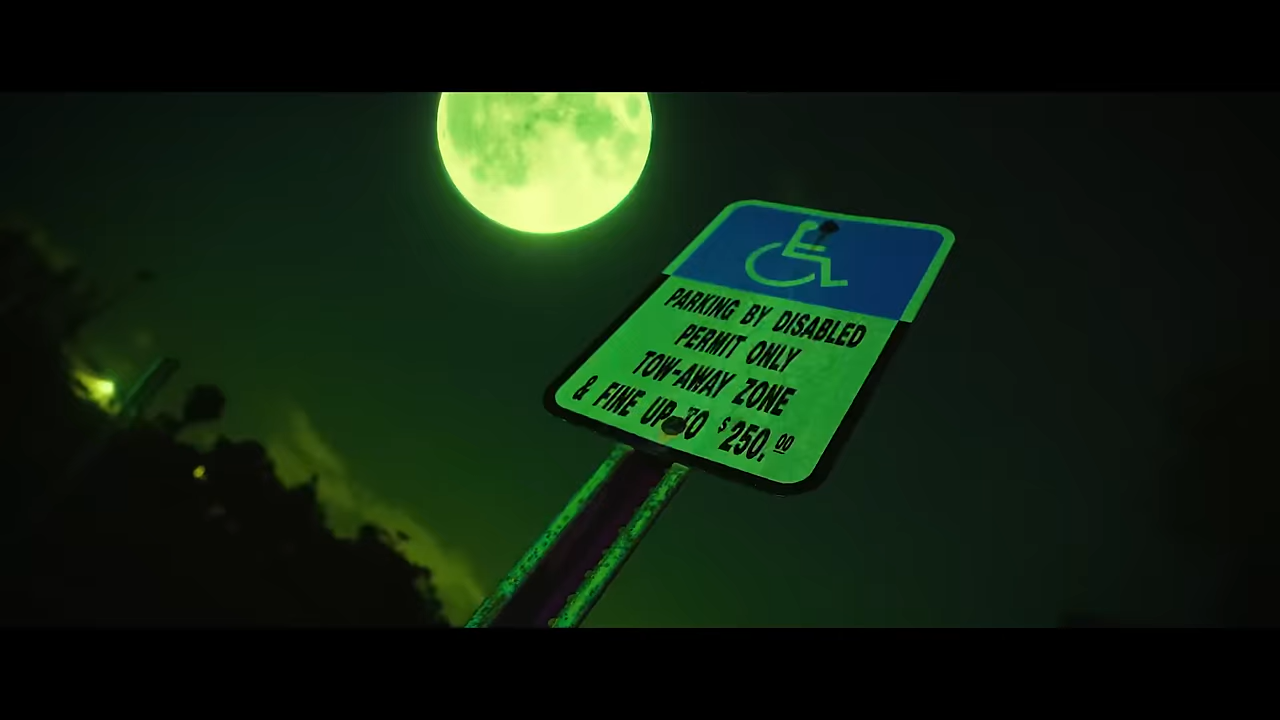 PARKING BY DISABLED
PERMIT ONLY
TOW-AWAY ZONE
& FINE UP TO $250.00